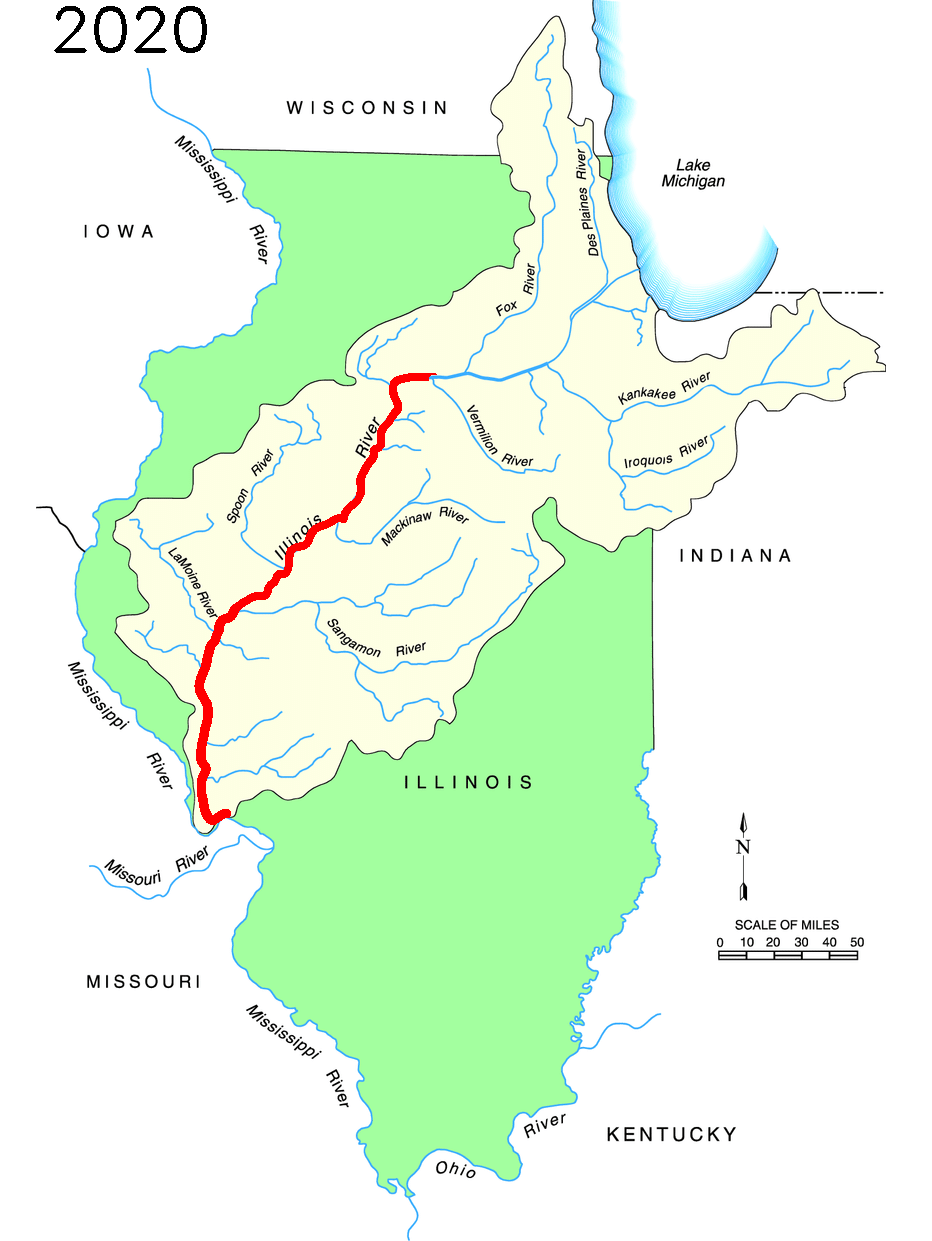 2020
WISCONSIN
Mississippi
River
Lake
Michigan
IOWA
Des Plaines River
Fox
River
Kankakee River
Iroquois River
Vermilion River
River
Illinois
Spoon River
Mackinaw River
LaMoine River
Sangamon River
INDIANA
Mississippi
River
ILLINOIS
Missouri River
N
SCALE OF MILES
0 10 20 30 40 50
MISSOURI
Mississippi
River
Ohio
River
KENTUCKY